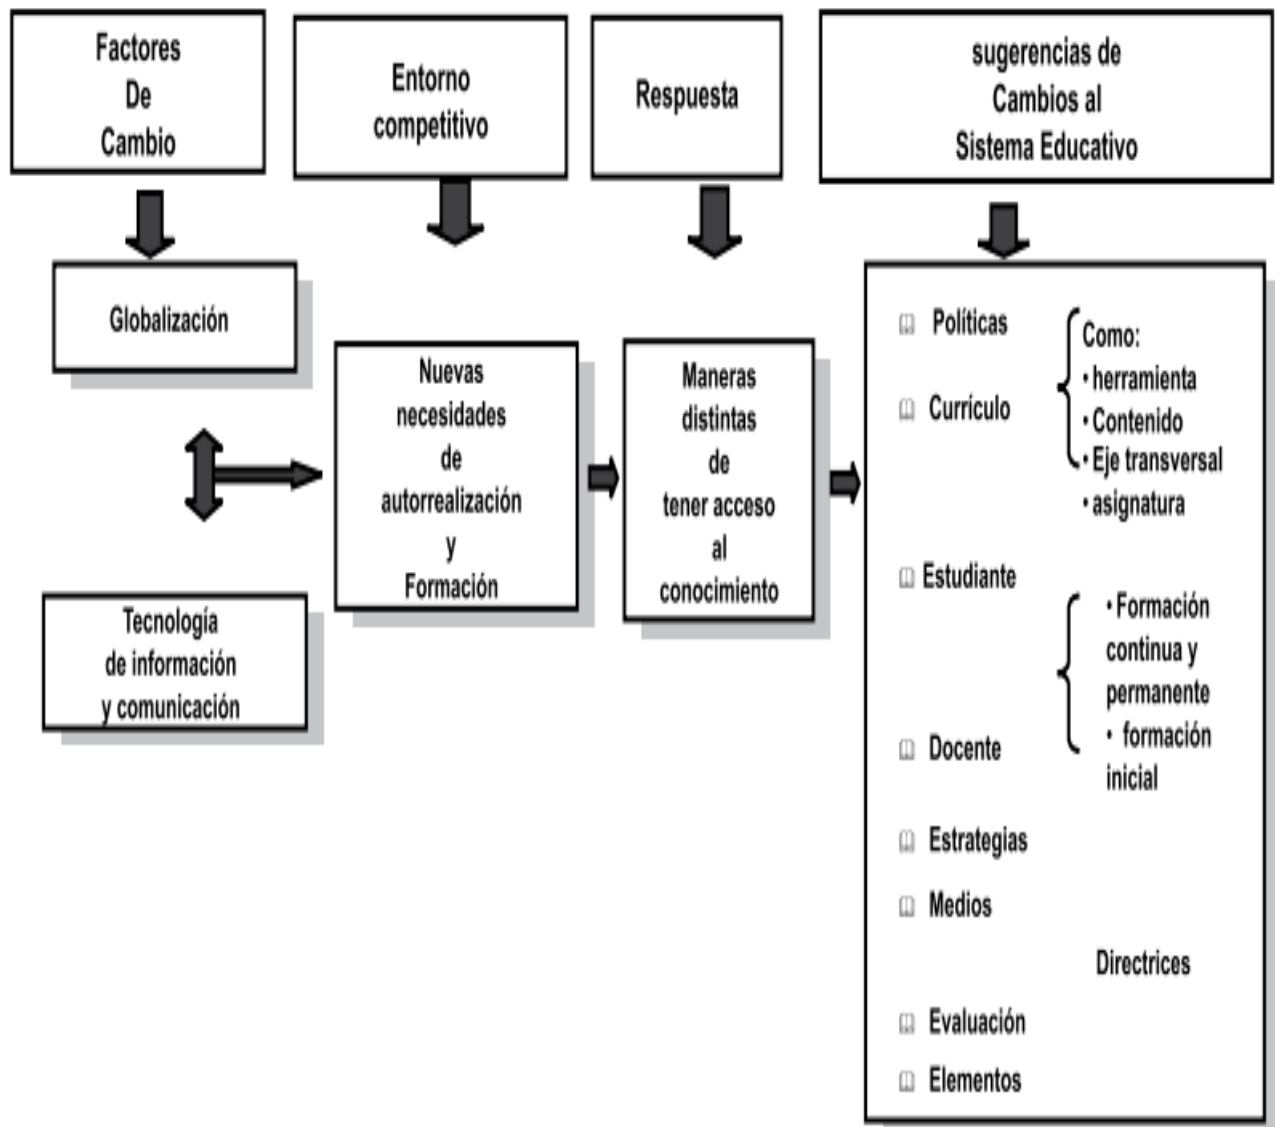 Factores
De
Cambio
Entorno
competitivo
Respuesta
sugerencias de
Cambios al
Sistema Educativo
Globalización
Tecnología
de información
y comunicación
Nuevas
necesidades
de
autorrealización
y
Formación
Maneras
distintas
de
tener acceso
al
conocimiento
Políticas
Currículo
Como:
• herramienta
• Contenido
• Eje transversal
• asignatura
Estudiante
• Formación
continua y
permanente
• formación
inicial
Docente
Estrategias
Medios
Directrices
Evaluación
Elementos